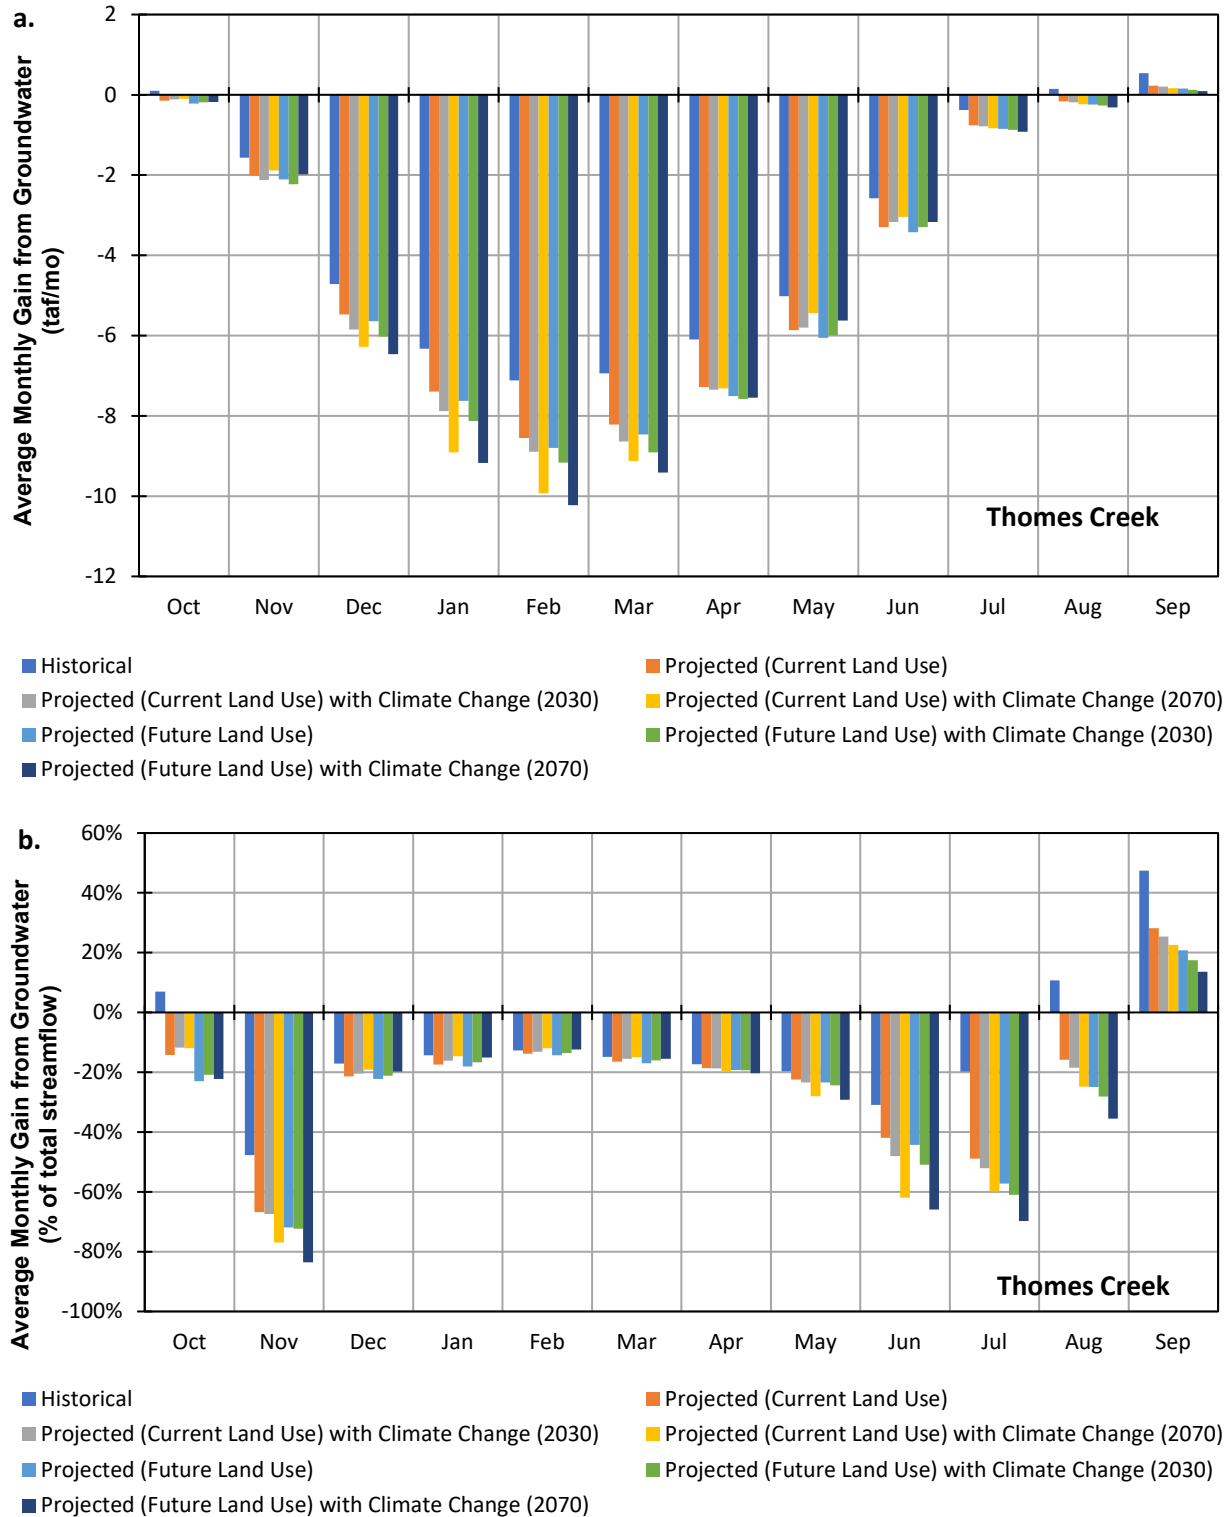 a.
Average Monthly Gain from Groundwater
(taf/mo)
2
0
-2
-4
-6
-8
-10
-12
Thomes Creek
Oct Nov Dec Jan Feb Mar Apr May Jun Jul Aug Sep
Historical
Projected (Current Land Use)
Projected (Current Land Use) with Climate Change (2030)
Projected (Current Land Use) with Climate Change (2070)
Projected (Future Land Use)
Projected (Future Land Use) with Climate Change (2030)
Projected (Future Land Use) with Climate Change (2070)
b.
Average Monthly Gain from Groundwater
(% of total streamflow)
60%
40%
20%
0%
-20%
-40%
-60%
-80%
-100%
Thomes Creek
Oct Nov Dec Jan Feb Mar Apr May Jun Jul Aug Sep
Historical
Projected (Current Land Use)
Projected (Current Land Use) with Climate Change (2030)
Projected (Current Land Use) with Climate Change (2070)
Projected (Future Land Use)
Projected (Future Land Use) with Climate Change (2030)
Projected (Future Land Use) with Climate Change (2070)